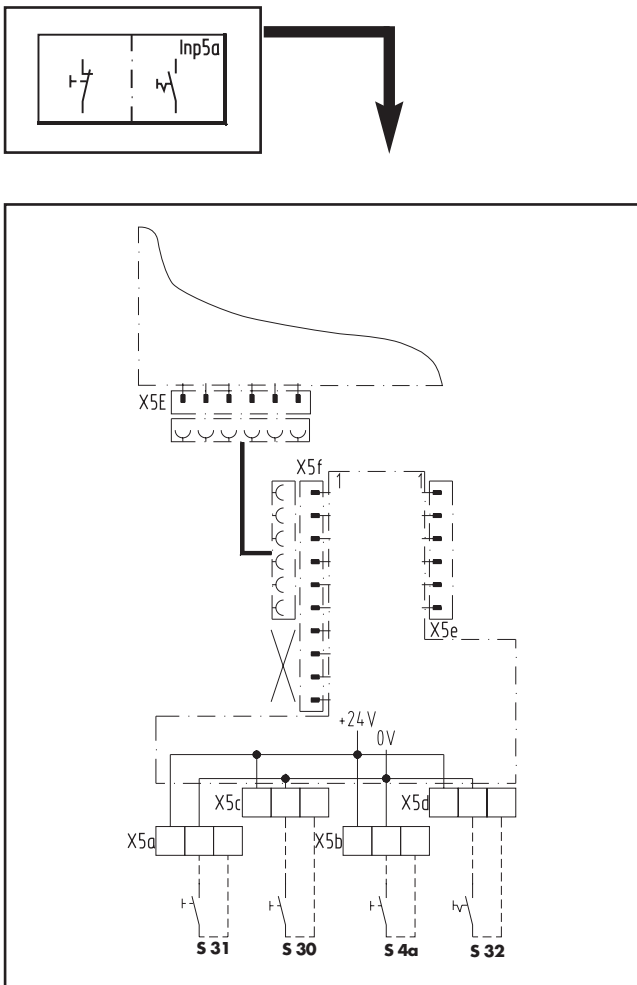 Inp5a
X5E
X5f
1 1
X5e
+24V
0V
X5c X5d
X5a X5b
S 31 S 30 S 4a S 32